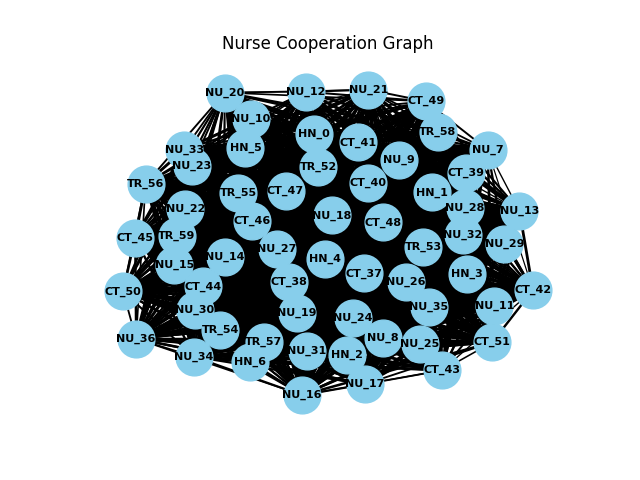 Nurse Cooperation Graph
NU_20
NU_12
NU_21
CT_49
NU_10
HN_0
TR_58
CT_41
NU_33
HN_5
NU_7
NU_23
TR_52
NU_9
CT_39
TR_56
CT_40
TR_55
CT_47
HN_1
NU_22
NU_28
NU_13
NU_18
CT_46
CT_48
CT_45
TR_59
NU_32
NU_29
NU_27
TR_53
NU_14
HN_4
NU_15
CT_37
HN_3
CT_38
NU_26
CT_44
CT_50
CT_42
NU_30
NU_35
NU_11
NU_19
NU_24
TR_54
NU_36
NU_8
TR_57
NU_25
CT_51
NU_31
HN_2
NU_34
HN_6
CT_43
NU_17
NU_16